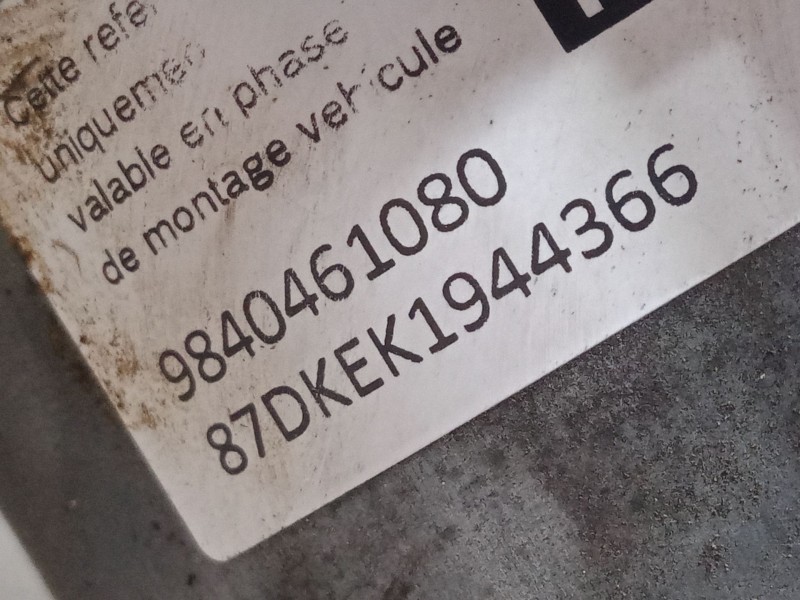 Cette refe
uniquemen
valable en phase
de montage vehicule
9840461080
87DKEK1944366